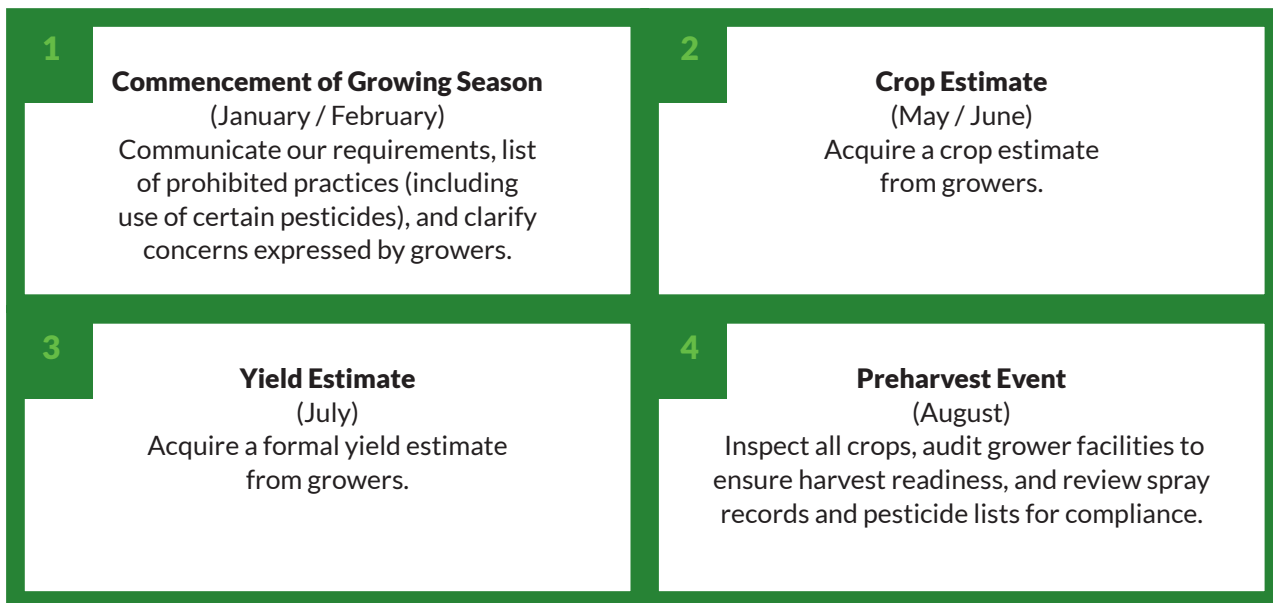 1
Commencement of Growing Season
(January / February)
Communicate our requirements, list
of prohibited practices (including
use of certain pesticides), and clarify
concerns expressed by growers.
2
Crop Estimate
(May / June)
Acquire a crop estimate
from growers.
3
Yield Estimate
(July)
Acquire a formal yield estimate
from growers.
4
Preharvest Event
(August)
Inspect all crops, audit grower facilities to
ensure harvest readiness, and review spray
records and pesticide lists for compliance.